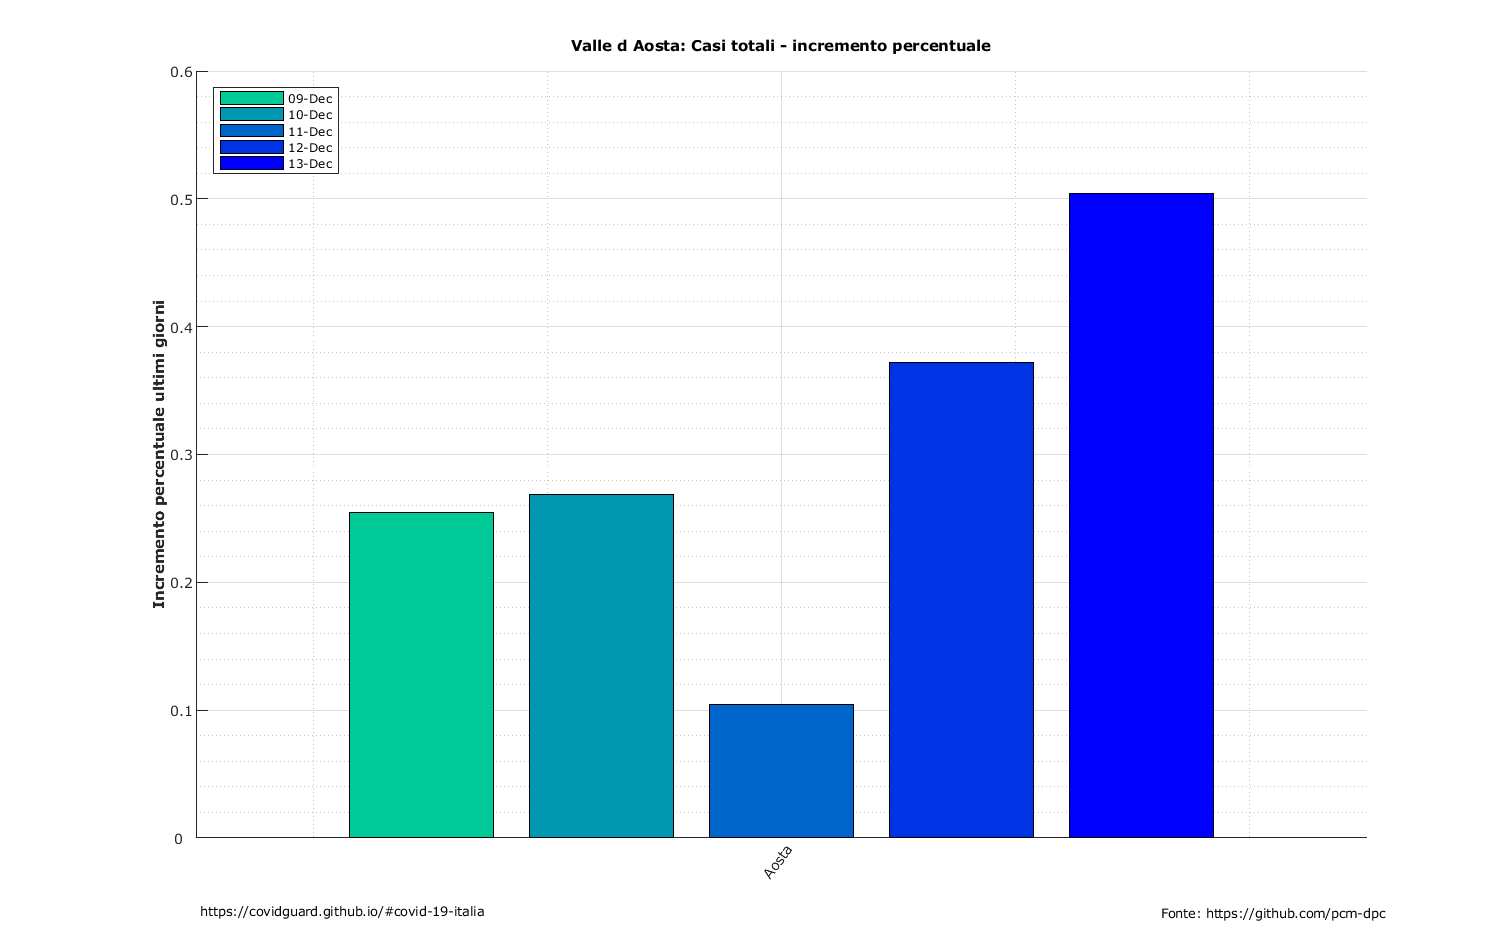 Valle d Aosta: Casi totali - incremento percentuale
0.6
0.5
0.4
0.3
0.2
0.1
0
Incremento percentuale ultimi giorni
09-Dec
10-Dec
11-Dec
12-Dec
13-Dec
Aosta
https://covidguard.github.io/#covid-19-italia
Fonte: https://github.com/pcm-dpc